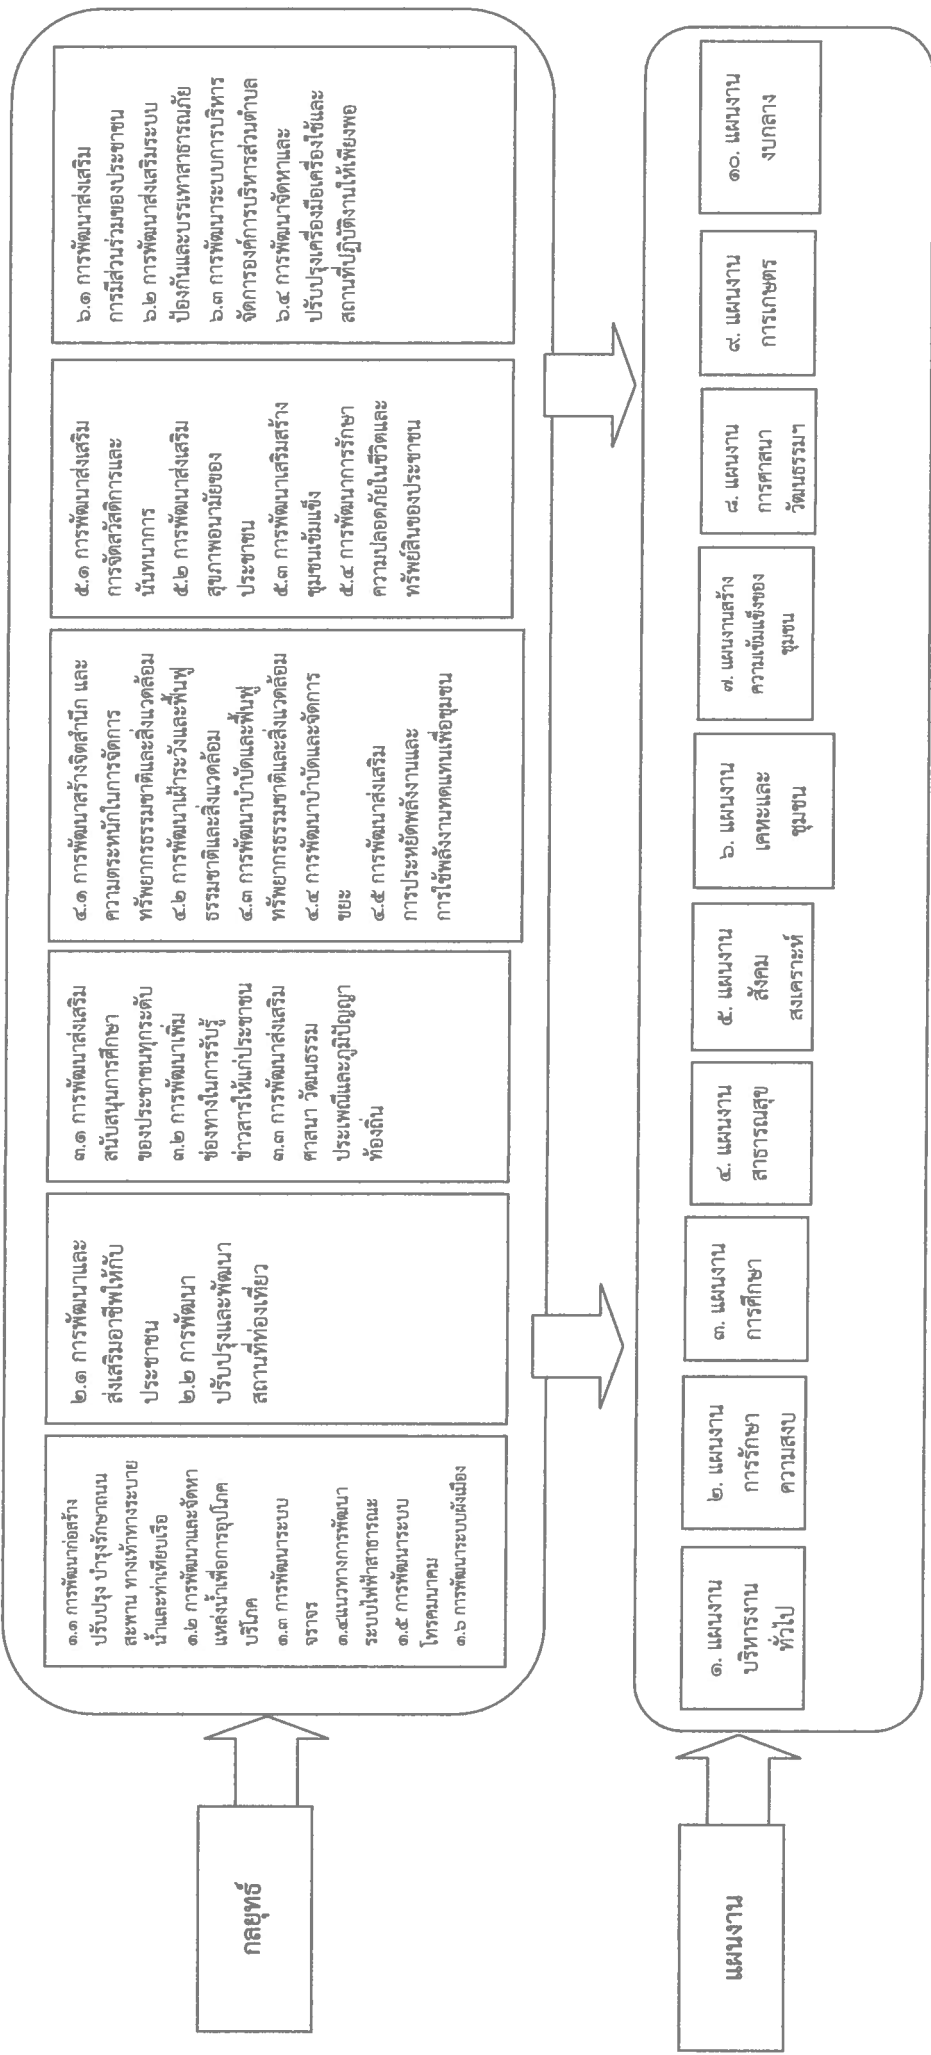 กลยุทธ์
๑.๑ การพัฒนาก่อสร้าง
ปรับปรุง บำรุงรักษาถนน
สะพาน ทางเท้าทางระบาย
น้ำและท่าเทียบเรือ
๑.๒ การพัฒนาและจัดหา
แหล่งน้ำเพื่อการอุปโภค
บริโภค
๑.๓ การพัฒนาระบบ
จราจร
๑.๔แนวทางการพัฒนา
ระบบไฟฟ้าสาธารณะ
๑.๕ การพัฒนาระบบ
โทรคมนาคม
๑.๖ การพัฒนาระบบผังเมือง
๒.๑ การพัฒนาและ
ส่งเสริมอาชีพให้กับ
ประชาชน
๒.๒ การพัฒนา
ปรับปรุงและพัฒนา
สถานที่ท่องเที่ยว
๓.๑ การพัฒนาส่งเสริม
สนับสนุนการศึกษา
ของประชาชนทุกระดับ
๓.๒ การพัฒนาเพิ่ม
ช่องทางในการรับรู้
ข่าวสารให้แก่ประชาชน
๓.๓ การพัฒนาส่งเสริม
ศาสนา วัฒนธรรม
ประเพณีและภูมิปัญญา
ท้องถิ่น
๔.๑ การพัฒนาสร้างจิตสำนึก และ
ความตระหนักในการจัดการ
ทรัพยากรธรรมชาติและสิ่งแวดล้อม
๔.๒ การพัฒนาเฝ้าระวังและฟื้นฟู
ธรรมชาติและสิ่งแวดล้อม
๔.๓ การพัฒนาบำบัดและฟื้นฟู
ทรัพยากรธรรมชาติและสิ่งแวดล้อม
๔.๔ การพัฒนาบำบัดและจัดการ
ขยะ
๔.๕ การพัฒนาส่งเสริม
การประหยัดพลังงานและ
การใช้พลังงานทดแทนเพื่อชุมชน
๕.๑ การพัฒนาส่งเสริม
การจัดสวัสดิการและ
นันทนาการ
๕.๒ การพัฒนาส่งเสริม
สุขภาพอนามัยของ
ประชาชน
๕.๓ การพัฒนาเสริมสร้าง
ชุมชนเข้มแข็ง
๕.๔ การพัฒนาการรักษา
ความปลอดภัยในชีวิตและ
ทรัพย์สินของประชาชน
๖.๑ การพัฒนาส่งเสริม
การมีส่วนร่วมของประชาชน
๖.๒ การพัฒนาส่งเสริมระบบ
ป้องกันและบรรเทาสาธารณภัย
๖.๓ การพัฒนาระบบการบริหาร
จัดการองค์การบริหารส่วนตำบล
๖.๔ การพัฒนาจัดหาและ
ปรับปรุงเครื่องมือเครื่องใช้และ
สถานที่ปฏิบัติงานให้เพียงพอ
แผนงาน
๑. แผนงาน
บริหารงาน
ทั่วไป
๒. แผนงาน
การรักษา
ความสงบ
๓. แผนงาน
การศึกษา
๔. แผนงาน
สาธารณสุข
๕. แผนงาน
สังคม
สงเคราะห์
๖. แผนงาน
เคหะและ
ชุมชน
๗. แผนงานสร้าง
ความเข้มแข็งของ
ชุมชน
๘. แผนงาน
การศาสนา
วัฒนธรรมฯ
๙. แผนงาน
การเกษตร
๑๐. แผนงาน
งบกลาง